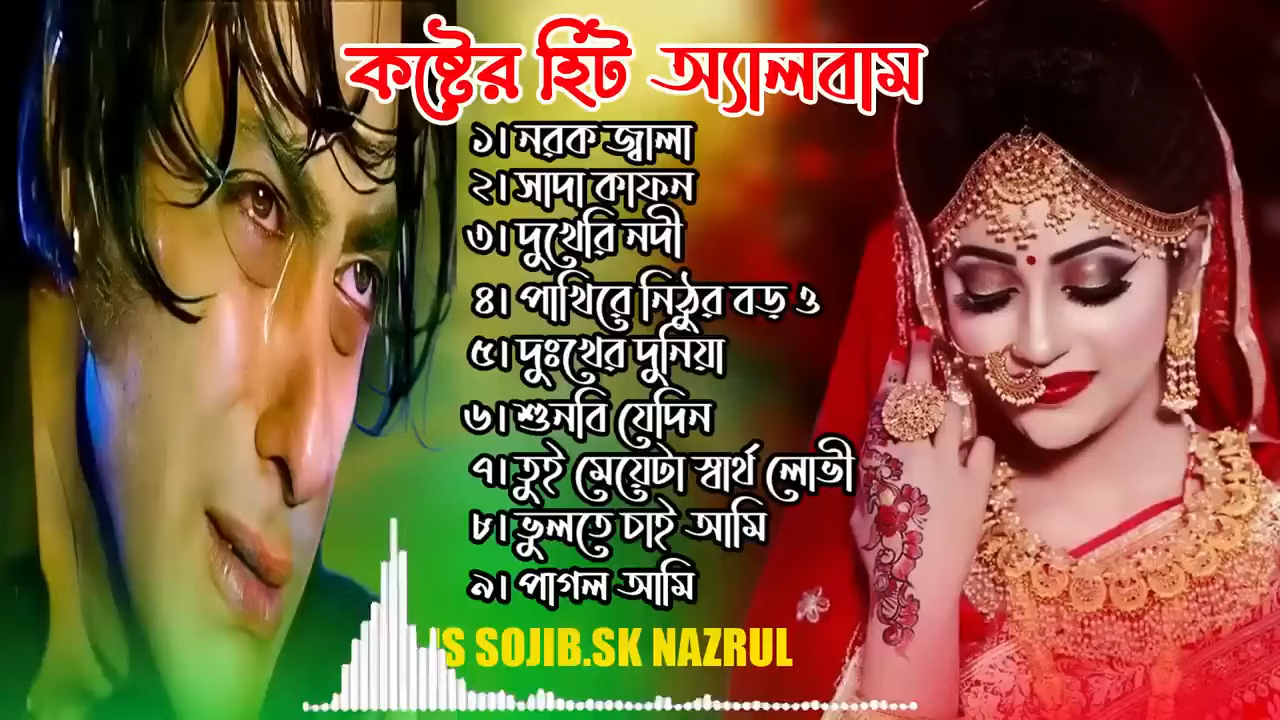 কষ্টের হিট অ্যালবাম
১। নরক জ্বালা
২। সাদা কাফন
৩। দুখেরি নদী
৪। পাখিরে নিঠুর বড় ও
৫। দুঃখের দুনিয়া
৬। শুনবি যেদিন
৭। তুই মেয়েটা স্বার্থ লোভী
৮। ভুলতে চাই আমি
৯। পাগল আমি
S SOJIB.SK NAZRUL